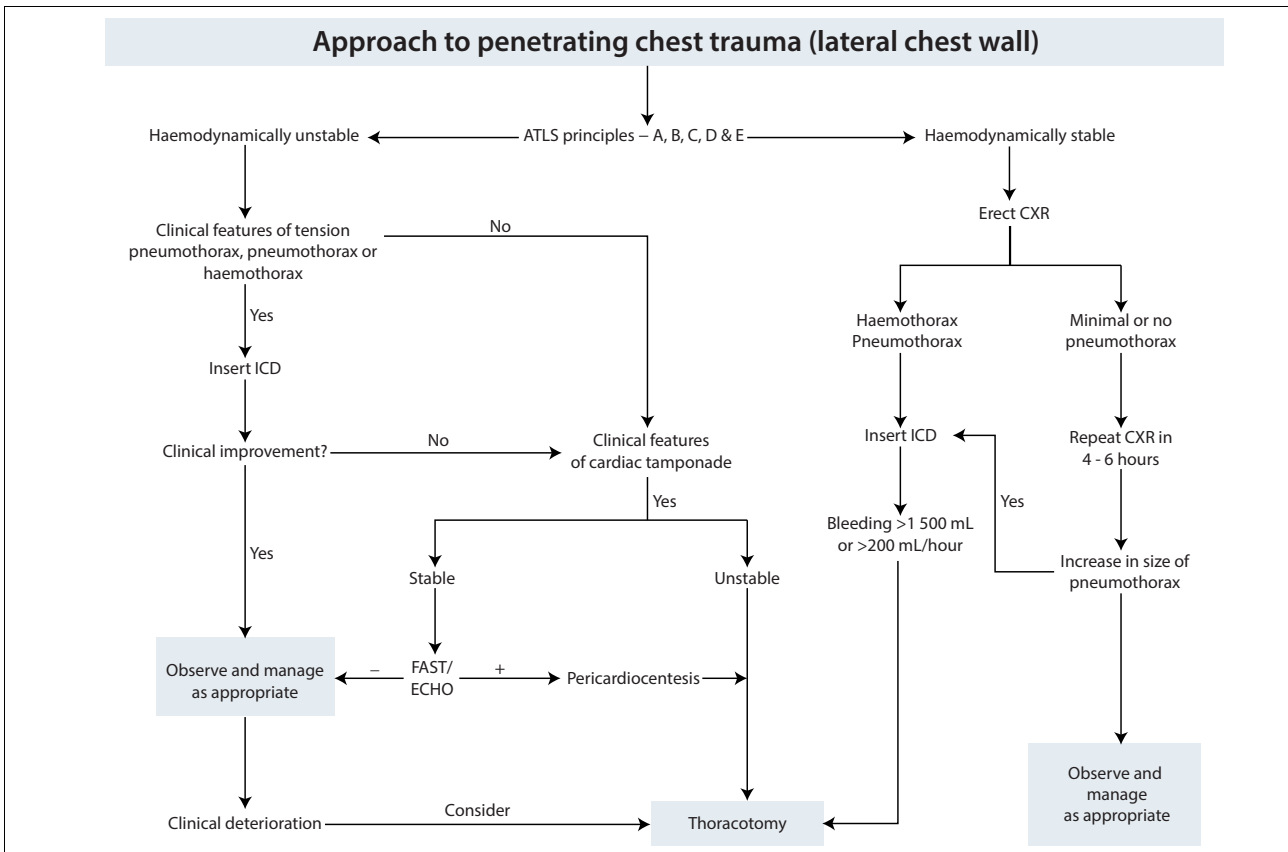 Approach to penetrating chest trauma (lateral chest wall)
Haemodynamically unstable
ATLS principles – A, B, C, D & E
Haemodynamically stable
Erect CXR
Clinical features of tension
pneumothorax, pneumothorax or
haemothorax
No
Yes
Haemothorax
Pneumothorax
Minimal or no
pneumothorax
Insert ICD
Clinical improvement?
No
Clinical features
of cardiac tamponade
Insert ICD
Repeat CXR in
4 - 6 hours
Yes
Yes
Yes
Bleeding >1 500 mL
or >200 mL/hour
Stable
Unstable
Increase in size of
pneumothorax
Observe and manage
as appropriate
–
FAST/
ECHO
+
Pericardiocentesis
Observe and
manage
as appropriate
Clinical deterioration
Consider
Thoracotomy